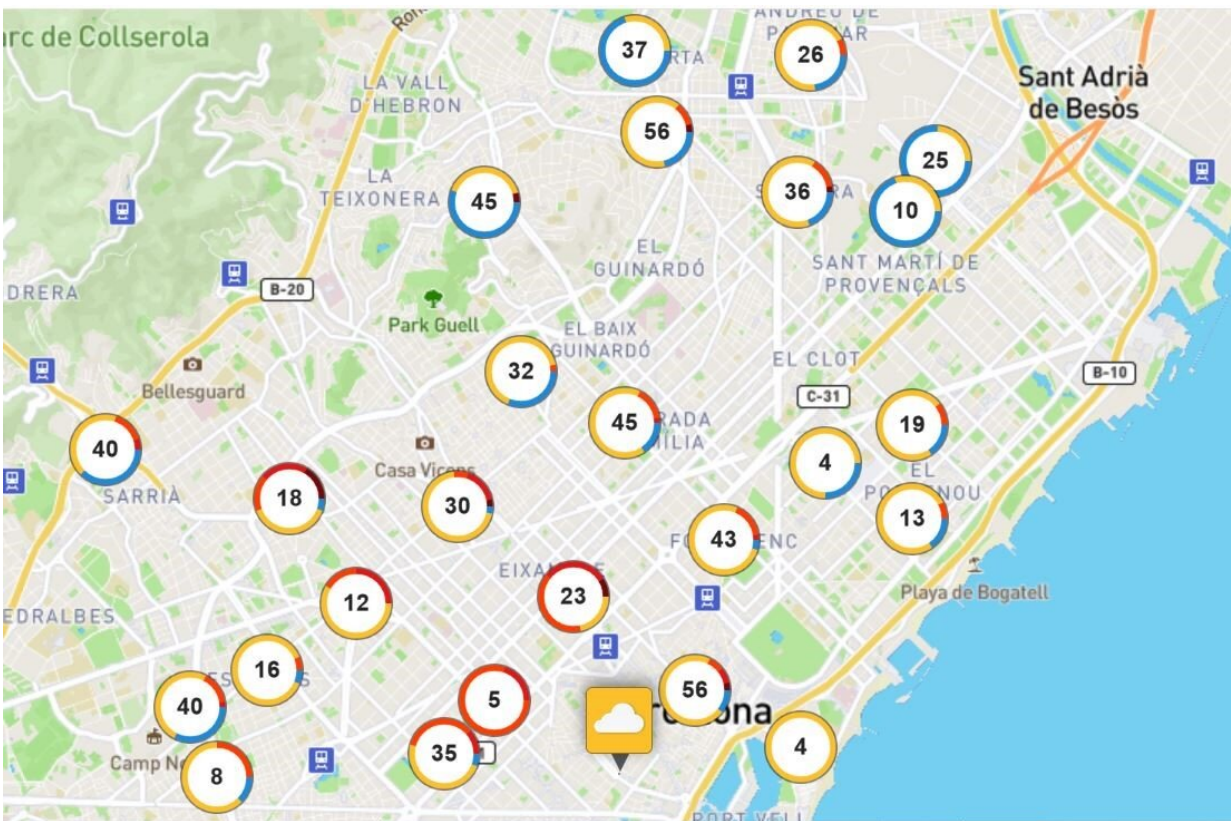 ANDREU DE
arc de Collserola
37
26
LA VALL
D'HEBRON
Sant Adrià
de Besòs
56
25
LA
TEIXONERA
45
36
10
EL
GUINARDÓ
SANT MARTÍ DE
PROVENÇALS
DRERA
B-20
Park Guell
EL BAIX
GUINARDÓ
EL CLOT
32
B-10
Bellesguard
C-31
40
45
19
4
Casa Vicens
SARRIÀ
18
30
EL
13
43
EIXAMPLE
23
12
Playa de Bogatell
EDRALBES
16
40
5
56
35
4
Camp No
8
PORT VELL